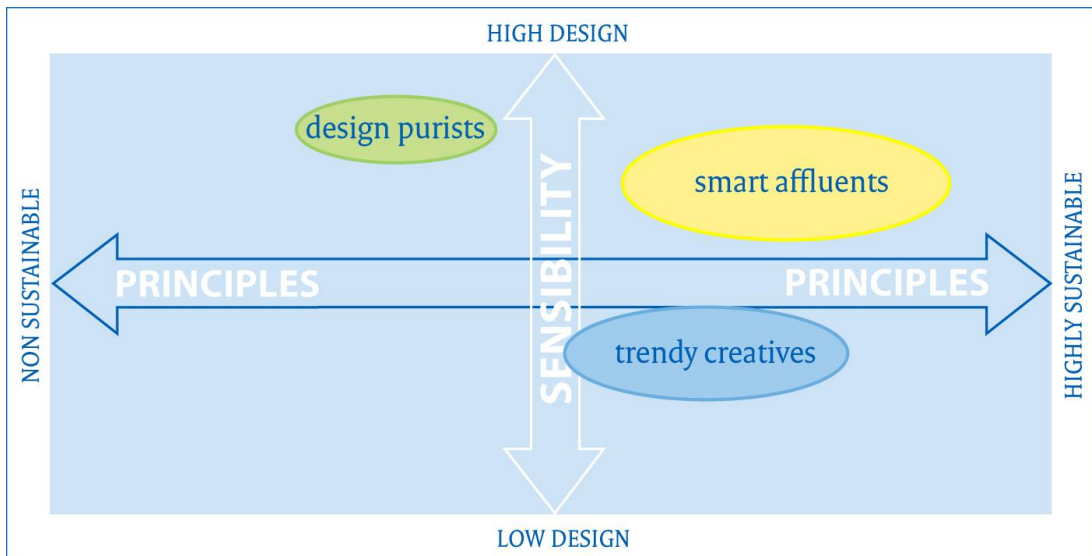 HIGH DESIGN
design purists
smart affluents
NON SUSTAINABLE
PRINCIPLES
SENSIBILITY
PRINCIPLES
HIGHLY SUSTAINABLE
trendy creatives
LOW DESIGN